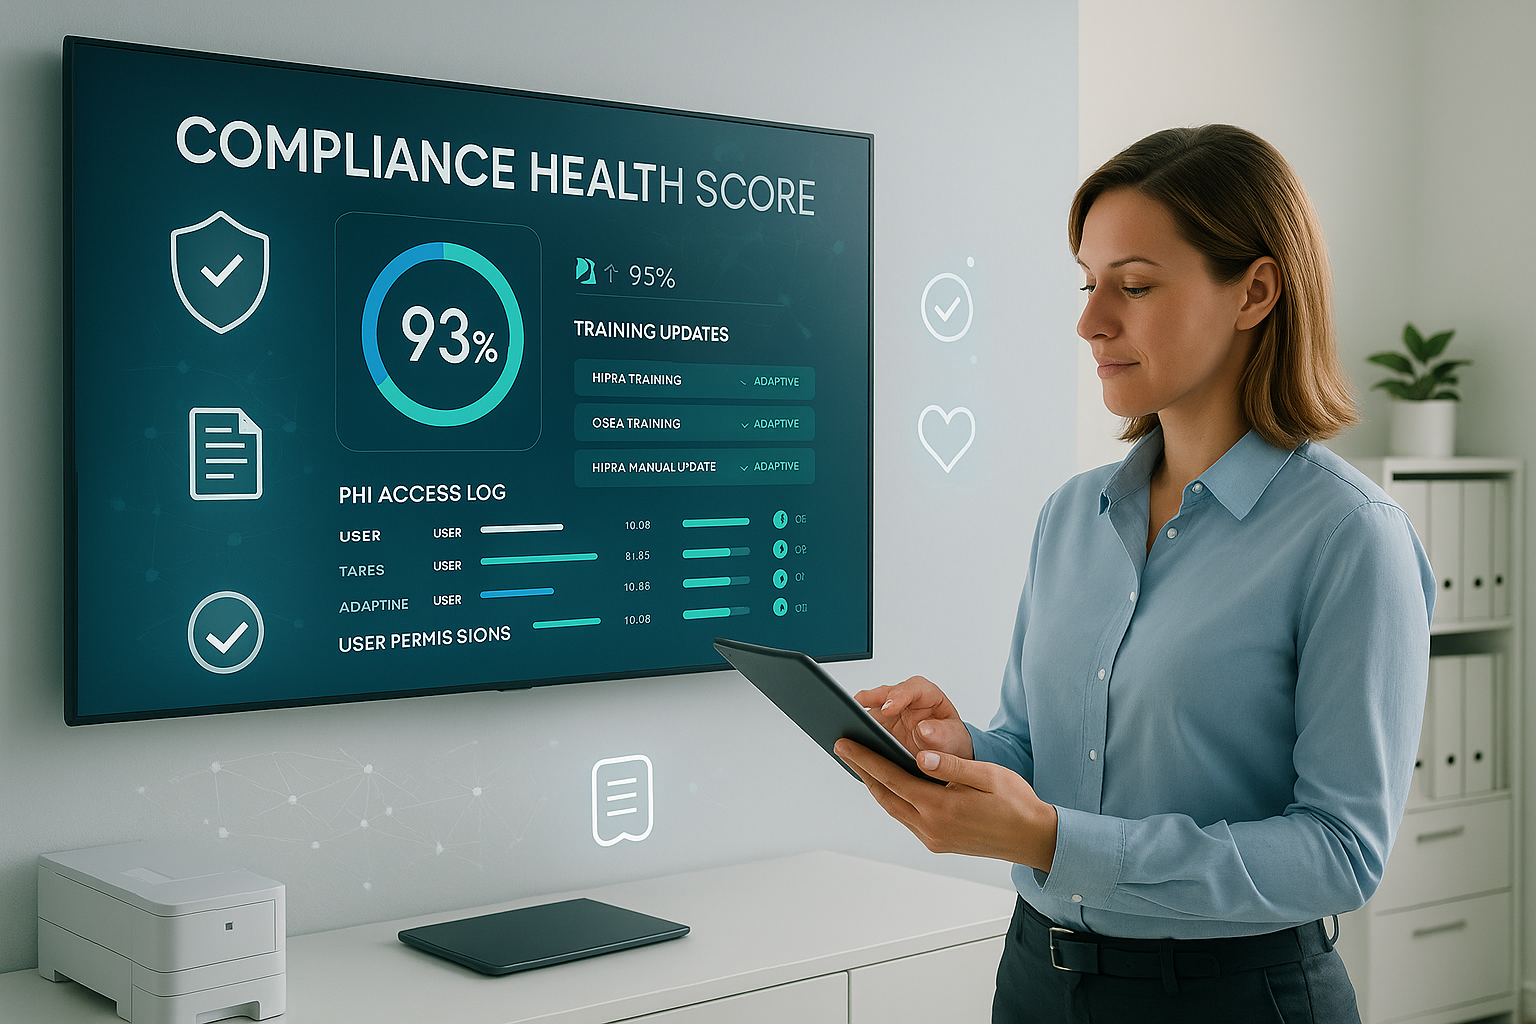 COMPLIANCE HEALTH SCORE
93%
↑ 95%
TRAINING UPDATES
HIPRA TRAINING ADAPTIVE
OSEA TRAINING ADAPTIVE
HIPRA MANUAL UPDATE ADAPTIVE
PHI ACCESS LOG
USER USER 10.08
TARES USER 81.85
ADAPTINE USER 10.88
USER PERMIS SIONS 10.08